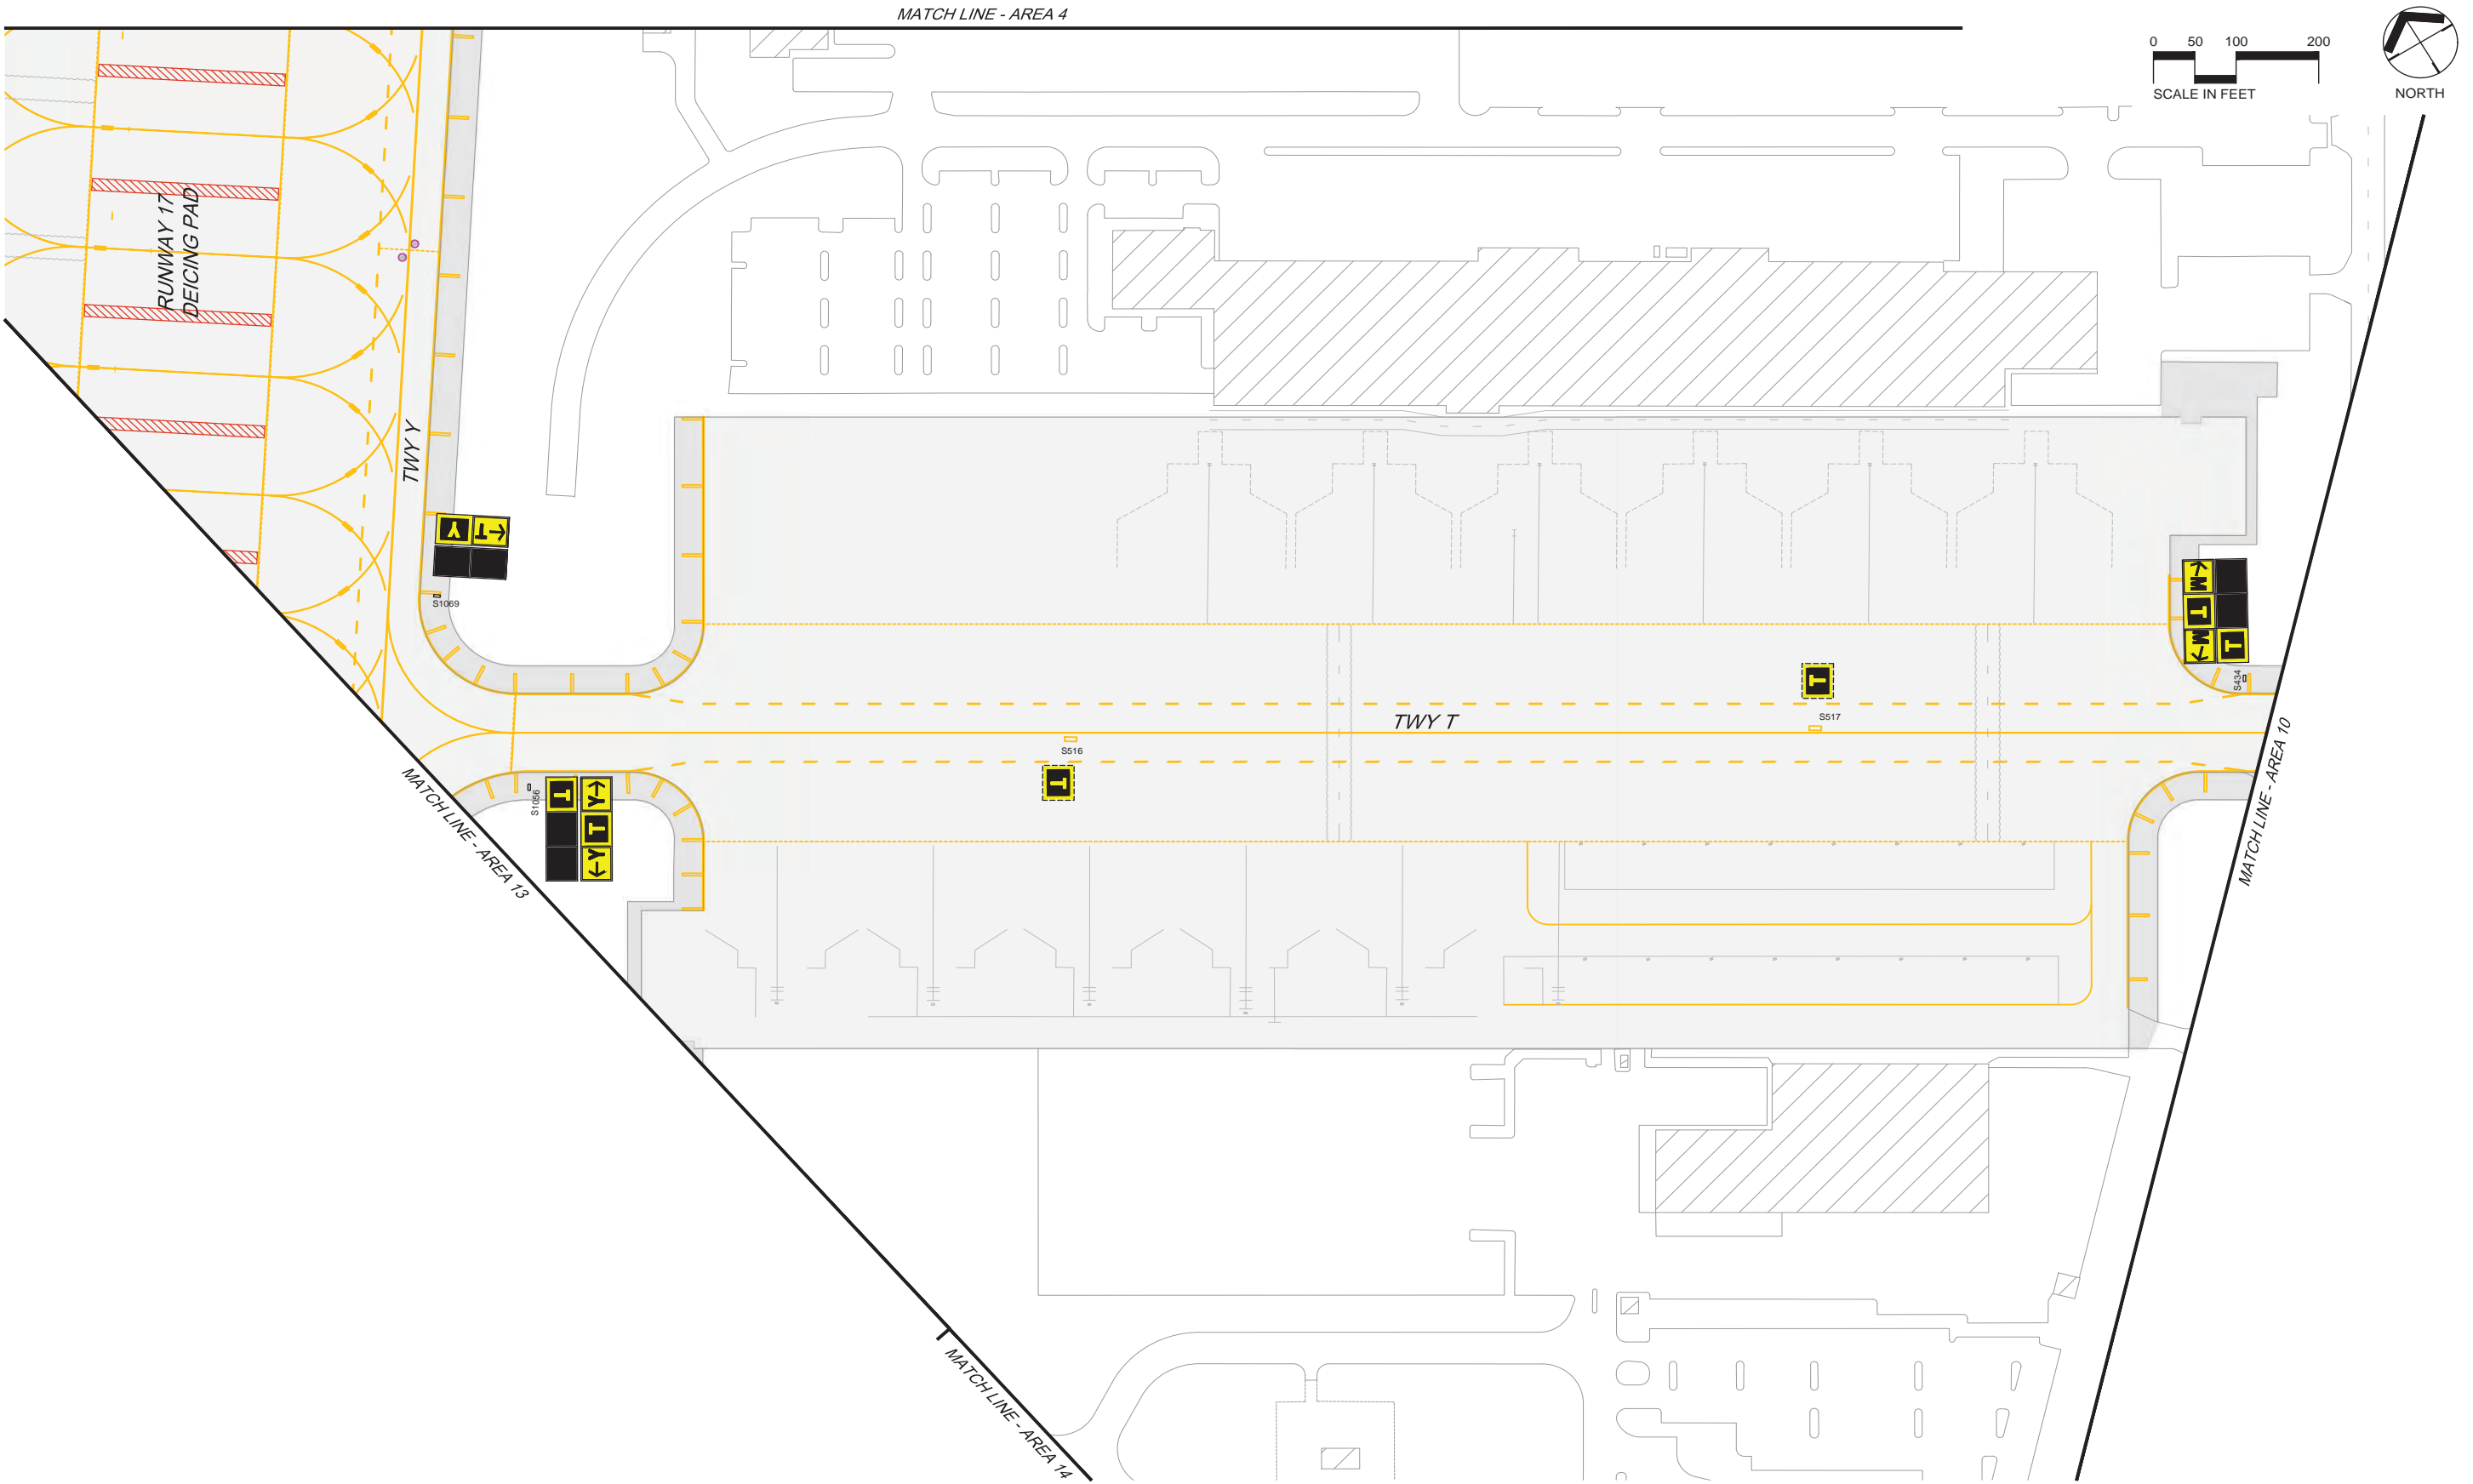 MATCH LINE - AREA 4
0 50 100 200
SCALE IN FEET
NORTH
RUNWAY 17
DEICING PAD
TWY Y
Y T→
S1069
←M T M→
T
S434
T
S517
TWY T
S516
T
MATCH LINE - AREA 10
S1056
T
←Y T Y→
MATCH LINE - AREA 13
MATCH LINE - AREA 14